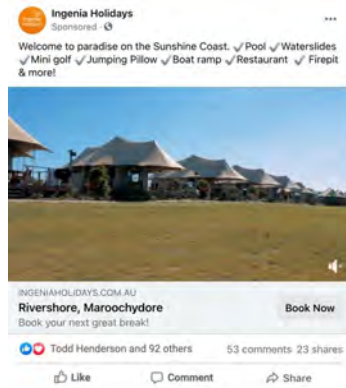 Ingenia Holidays
Sponsored ·
Welcome to paradise on the Sunshine Coast. ✓Pool ✓Waterslides
✓Mini golf ✓Jumping Pillow ✓Boat ramp ✓Restaurant ✓ Firepit
& more!
INGENIAHOLIDAYS.COM.AU
Rivershore, Maroochydore
Book your next great break!
Book Now
Todd Henderson and 92 others 53 comments 23 shares
Like Comment Share